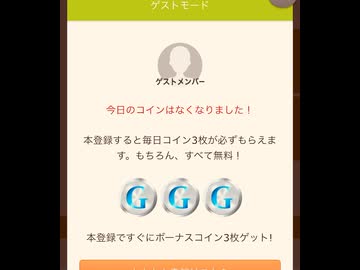 ゲストモード
ゲストメンバー
今日のコインはなくなりました！
本登録すると毎日コイン3枚が必ずもらえま
す。もちろん、すべて無料！
G G G
本登録ですぐにボーナスコイン3枚ゲット!